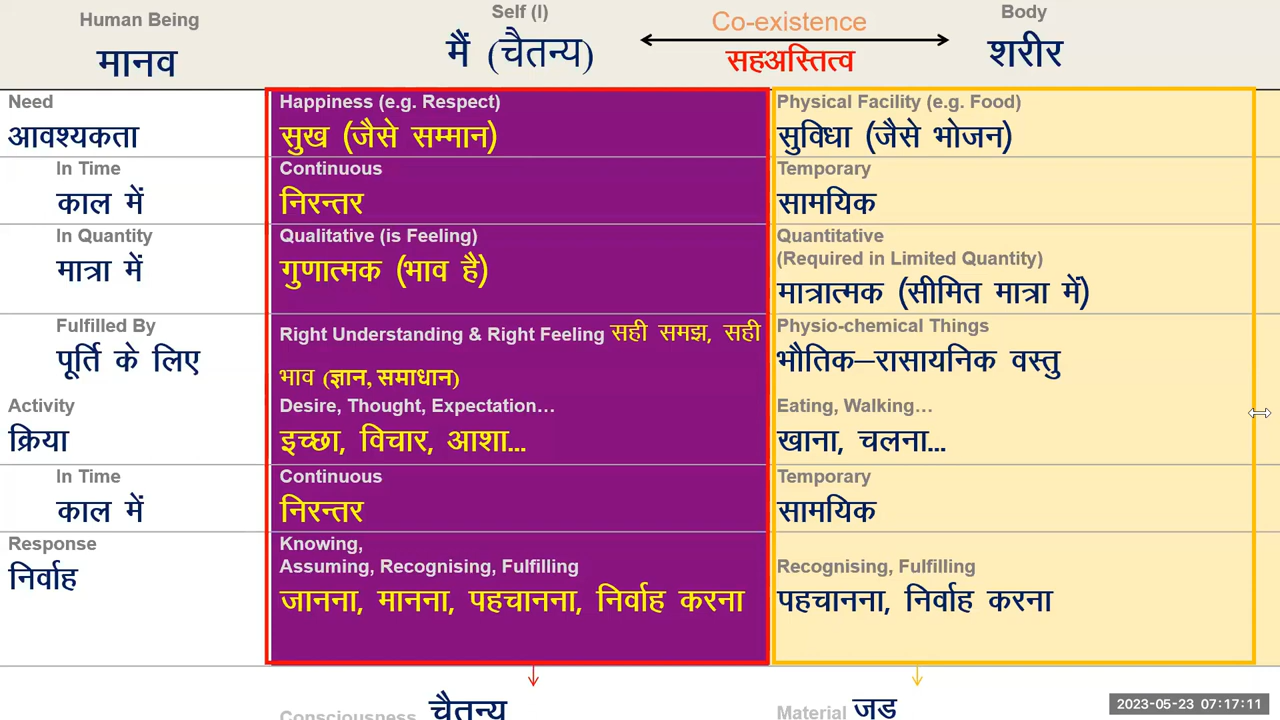 Human Being
मानव
Self (I)
मैं (चैतन्य)
Co-existence
सहअस्तित्व
Body
शरीर
Need
आवश्यकता
Happiness (e.g. Respect)
सुख (जैसे सम्मान)
Physical Facility (e.g. Food)
सुविधा (जैसे भोजन)
In Time
काल में
Continuous
निरन्तर
Temporary
सामयिक
In Quantity
मात्रा में
Qualitative (is Feeling)
गुणात्मक (भाव है)
Quantitative
(Required in Limited Quantity)
मात्रात्मक (सीमित मात्रा में)
Fulfilled By
पूर्ति के लिए
Right Understanding & Right Feeling सही समझ, सही
भाव (ज्ञान, समाधान)
Physio-chemical Things
भौतिक–रासायनिक वस्तु
Activity
क्रिया
Desire, Thought, Expectation…
इच्छा, विचार, आशा...
Eating, Walking…
खाना, चलना...
In Time
काल में
Continuous
निरन्तर
Temporary
सामयिक
Response
निर्वाह
Knowing,
Assuming, Recognising, Fulfilling
जानना, मानना, पहचानना, निर्वाह करना
Recognising, Fulfilling
पहचानना, निर्वाह करना
Consciousness चैतन्य
Material जड
2023-05-23 07:17:11